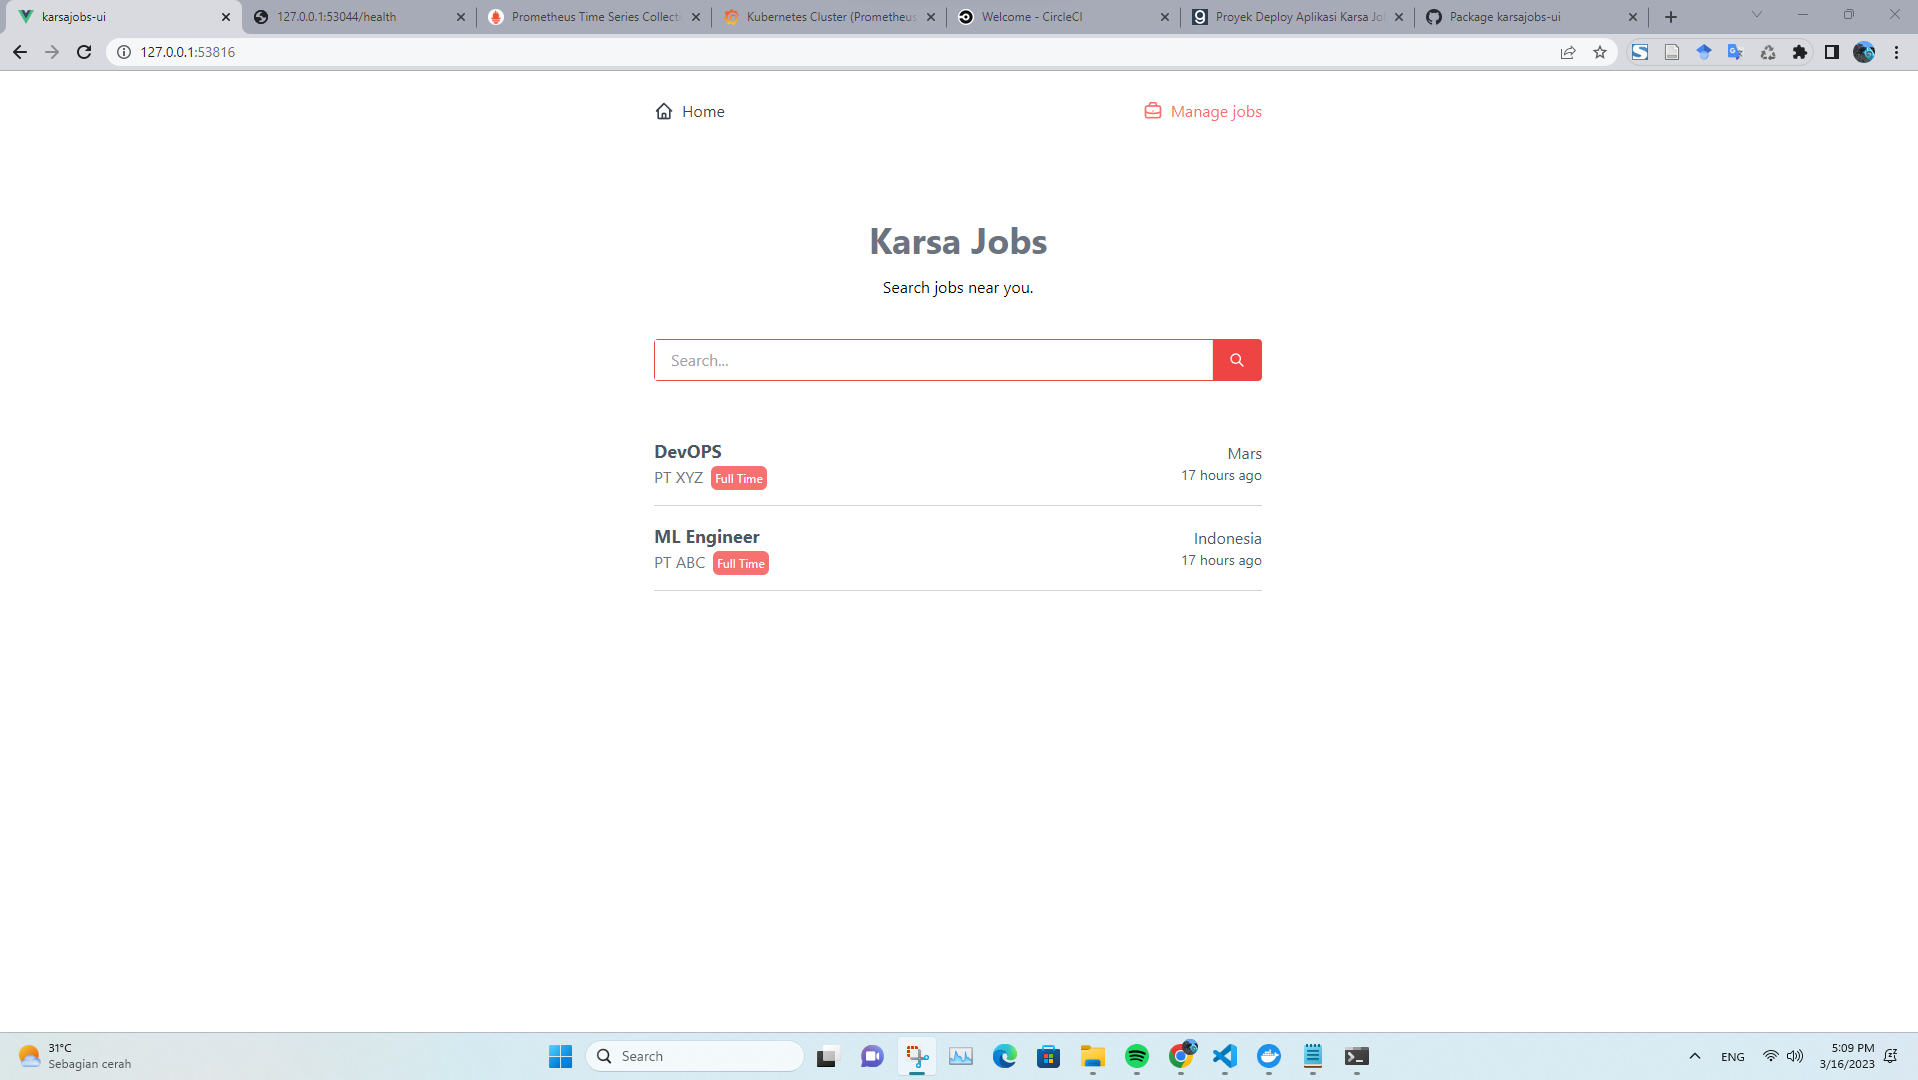 karsajobs-ui
127.0.0.1:53044/health
Prometheus Time Series Collecti
Kubernetes Cluster (Prometheus
Welcome - CircleCI
Proyek Deploy Aplikasi Karsa Jo
Package karsajobs-ui
127.0.0.1:53816
Home
Manage jobs
Karsa Jobs
Search jobs near you.
Search...
DevOPS
Mars
PT XYZ Full Time
17 hours ago
ML Engineer
Indonesia
PT ABC Full Time
17 hours ago
31°C
Sebagian cerah
Search
ENG
5:09 PM
3/16/2023